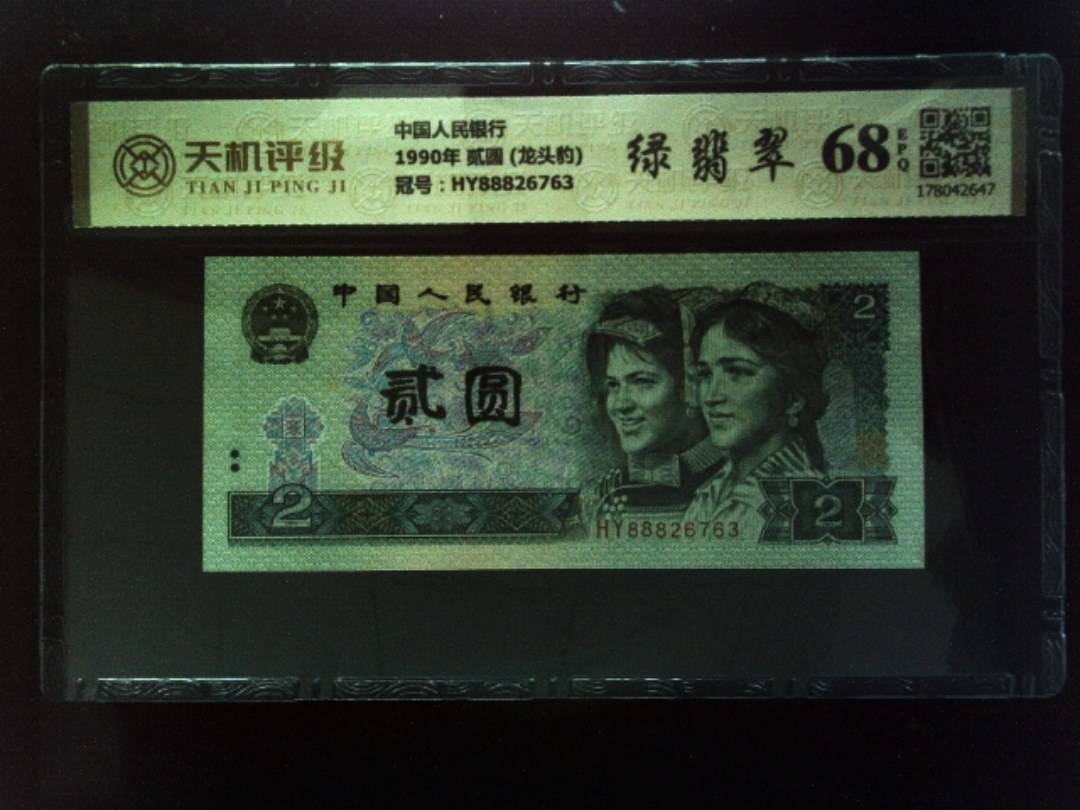 天机评级
TIAN JI PING JI
中国人民银行
1990年 贰圆 (龙头豹)
冠号：HY88826763
绿翡翠 68 EPQ
178042647
中国人民银行
2
贰圆
2
HY88826763
2